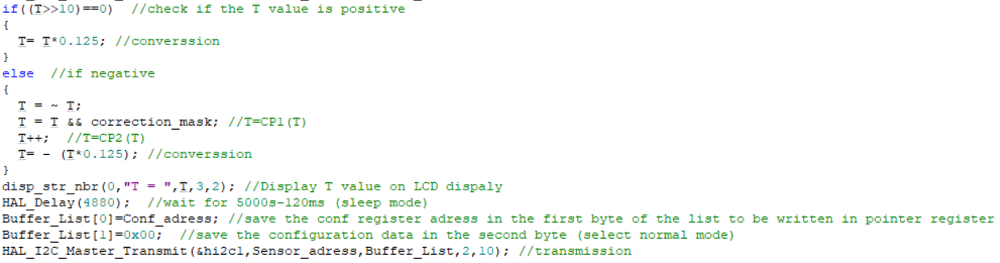 if((T>>10)==0)  //check if the T value is positive
{
  T= T*0.125; //converssion
}
else  //if negative
{
  T = ~ T;
  T = T && correction_mask; //T=CP1(T)
  T++;  //T=CP2(T)
  T= - (T*0.125); //converssion
}
disp_str_nbr(0,"T = ",T,3,2); //Display T value on LCD dispaly
HAL_Delay(4880);  //wait for 5000s-120ms (sleep mode)
Buffer_List[0]=Conf_adress; //save the conf register adress in the first byte of the list to be written in pointer register
Buffer_List[1]=0x00;  //save the configuration data in the second byte (select normal mode)
HAL_I2C_Master_Transmit(&hi2c1,Sensor_adress,Buffer_List,2,10); //transmission